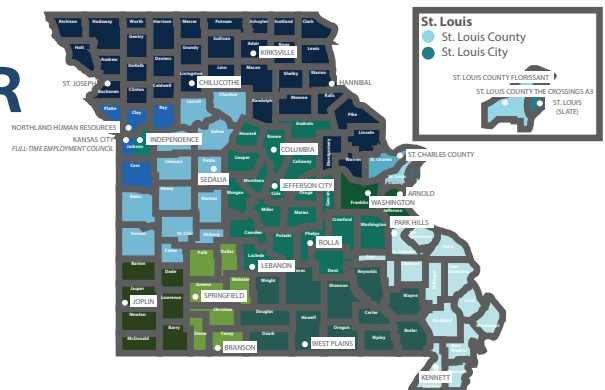 R
Atchison
Nodaway
Worth
Harrison
Mercer
Putnam
Schuyler
Scotland
Clark
Holt
Gentry
Sullivan
Adair
Knox
Lewis
Grundy
KIRKSVILLE
Andrew
DeKalb
Daviess
Livingston
Linn
Macon
Shelby
Marion
ST. JOSEPH
Buchanan
Clinton
Caldwell
CHILLICOTHE
HANNIBAL
Platte
Clay
Ray
Carroll
Chariton
Randolph
Monroe
Ralls
Pike
NORTHLAND HUMAN RESOURCES
KANSAS CITY
FULL-TIME EMPLOYMENT COUNCIL
Jackson
INDEPENDENCE
Saline
Howard
Boone
Audrain
Lincoln
Montgomery
Warren
St. Charles
ST. CHARLES COUNTY
COLUMBIA
Callaway
Cooper
Cass
Johnson
Pettis
SEDALIA
Moniteau
Morgan
Cole
Osage
JEFFERSON CITY
Franklin
Jefferson
ARNOLD
WASHINGTON
PARK HILLS
Bates
Henry
Benton
Miller
Maries
Crawford
Washington
Vernon
St. Clair
Hickory
Camden
Pulaski
Phelps
ROLLA
Perry
Barton
Cedar
Polk
Dallas
Laclede
LEBANON
Dent
Reynolds
Dade
Jasper
JOPLIN
Lawrence
Greene
SPRINGFIELD
Webster
Wright
Shannon
Wayne
Newton
Christian
Douglas
Howell
Carter
Oregon
Ripley
Butler
McDonald
Barry
Stone
Taney
BRANSON
Ozark
WEST PLAINS
KENNETT
St. Louis
St. Louis County
St. Louis City
ST. LOUIS COUNTY FLORISSANT
ST. LOUIS COUNTY THE CROSSINGS A3
ST. LOUIS
(SLATE)